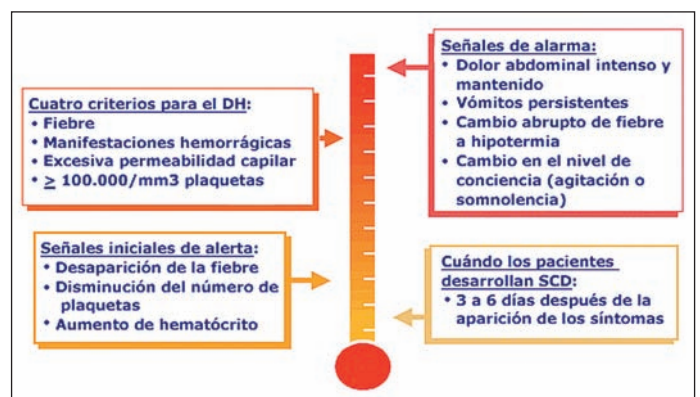 Cuatro criterios para el DH:
• Fiebre
• Manifestaciones hemorrágicas
• Excesiva permeabilidad capilar
• ≥ 100.000/mm3 plaquetas
Señales iniciales de alerta:
• Desaparición de la fiebre
• Disminución del número de
plaquetas
• Aumento de hematócrito
Señales de alarma:
• Dolor abdominal intenso y
mantenido
• Vómitos persistentes
• Cambio abrupto de fiebre
a hipotermia
• Cambio en el nivel de
conciencia (agitación o
somnolencia)
Cuándo los pacientes
desarrollan SCD:
• 3 a 6 días después de la
aparición de los síntomas